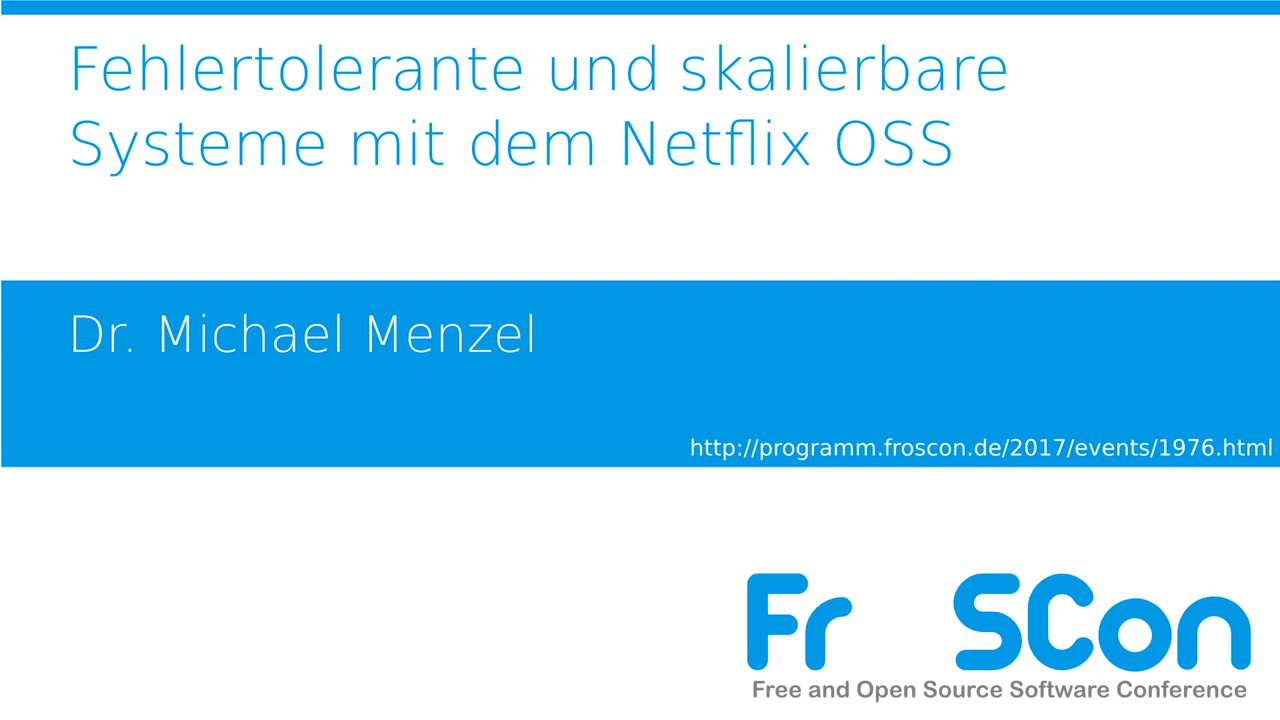 Fehlertolerante und skalierbare
Systeme mit dem Netflix OSS
Dr. Michael Menzel
http://programm.froscon.de/2017/events/1976.html
Fr SCon
Free and Open Source Software Conference